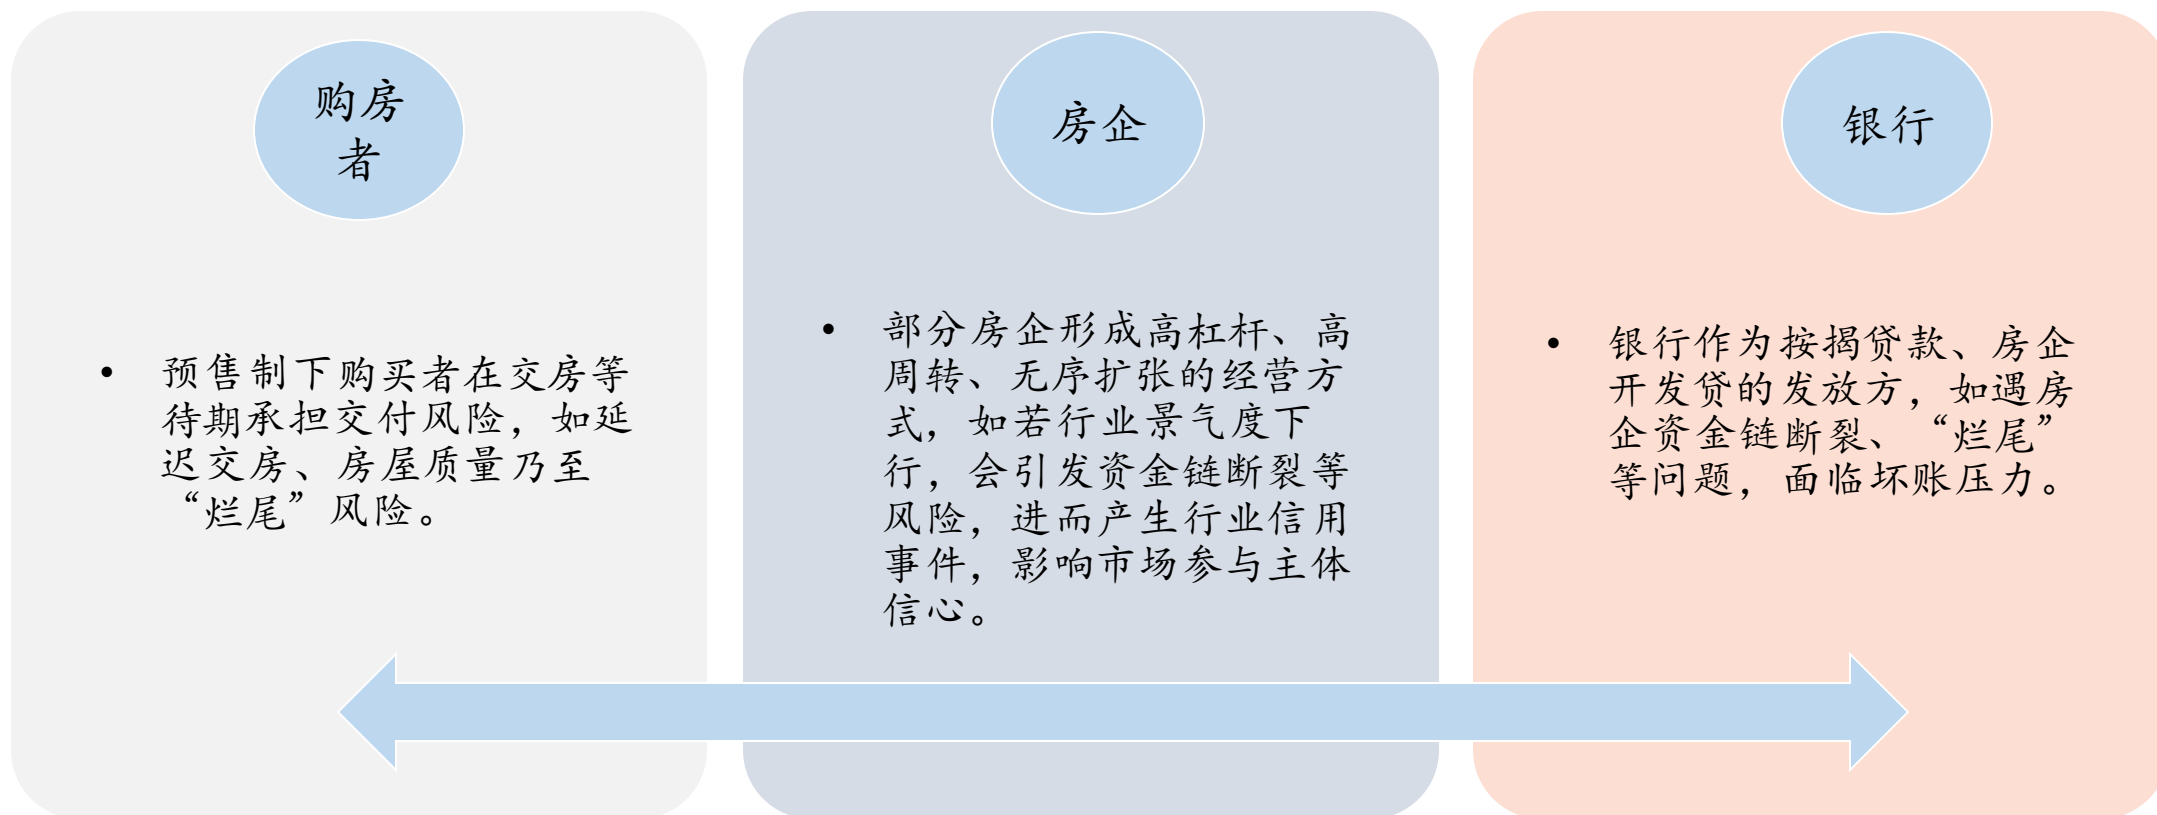 购房
者
• 预售制下购买者在交房等
待期承担交付风险，如延
迟交房、房屋质量乃至
“烂尾”风险。
房企
• 部分房企形成高杠杆、高
周转、无序扩张的经营方
式，如若行业景气度下
行，会引发资金链断裂等
风险，进而产生行业信用
事件，影响市场参与主体
信心。
银行
• 银行作为按揭贷款、房企
开发贷的发放方，如遇房
企资金链断裂、“烂尾”
等问题，面临坏账压力。